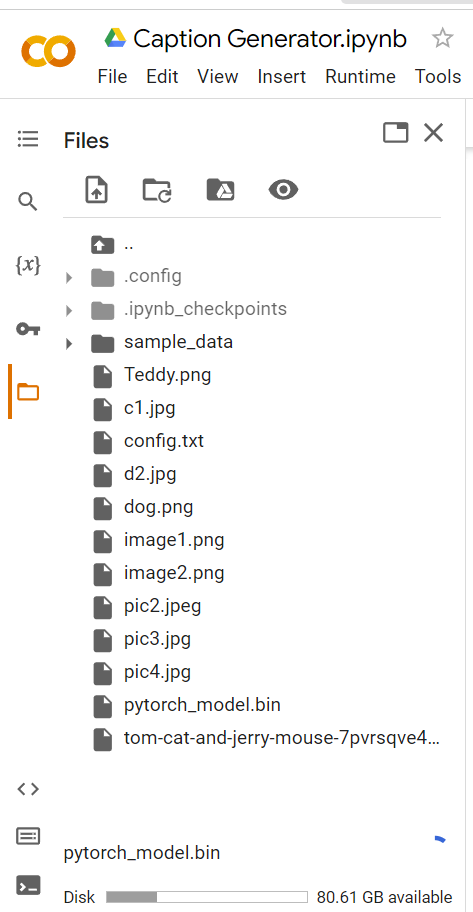 Caption Generator.ipynb
File Edit View Insert Runtime Tools
Files
..
.config
{x}
.ipynb_checkpoints
sample_data
Teddy.png
c1.jpg
config.txt
d2.jpg
dog.png
image1.png
image2.png
pic2.jpeg
pic3.jpg
pic4.jpg
pytorch_model.bin
tom-cat-and-jerry-mouse-7pvrsqve4...
pytorch_model.bin
Disk 80.61 GB available